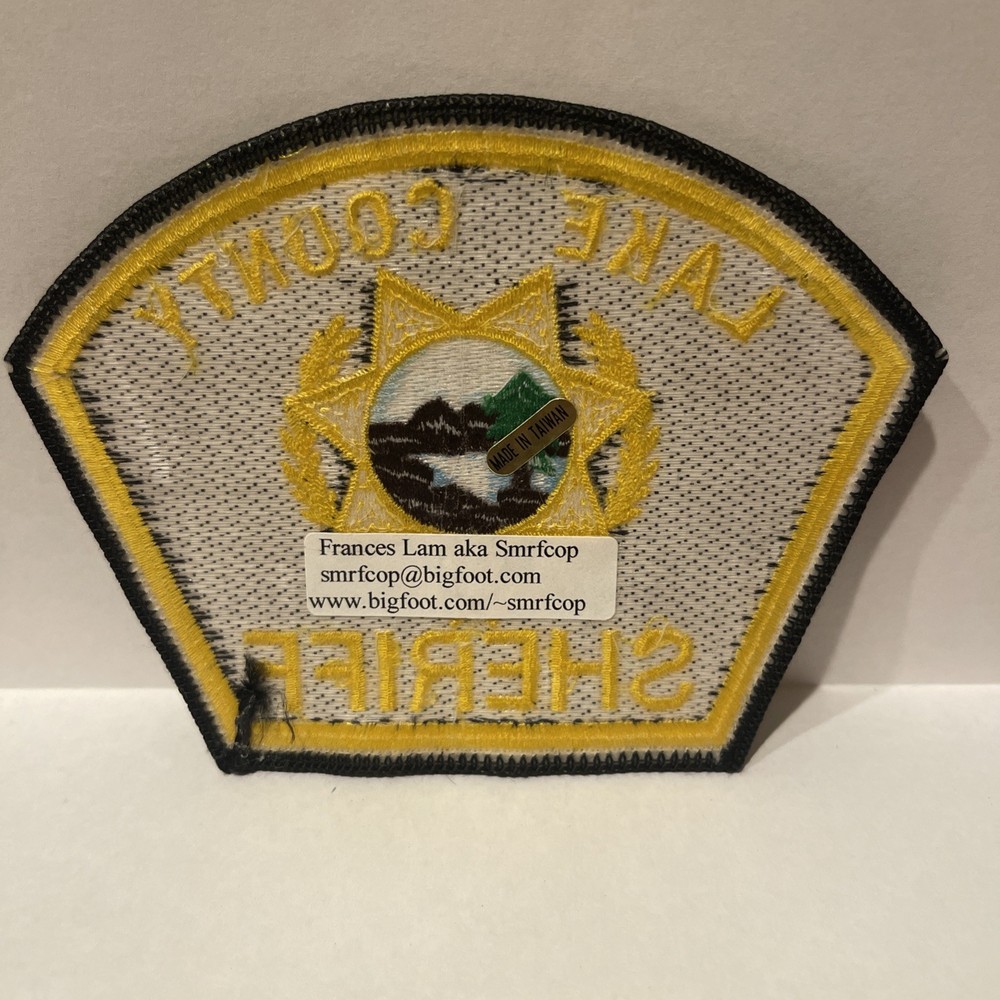 LAKE COUNTY
MADE IN TAIWAN
Frances Lam aka Smrfcop
smrfcop@bigfoot.com
www.bigfoot.com/~smrfcop
SHERIFF